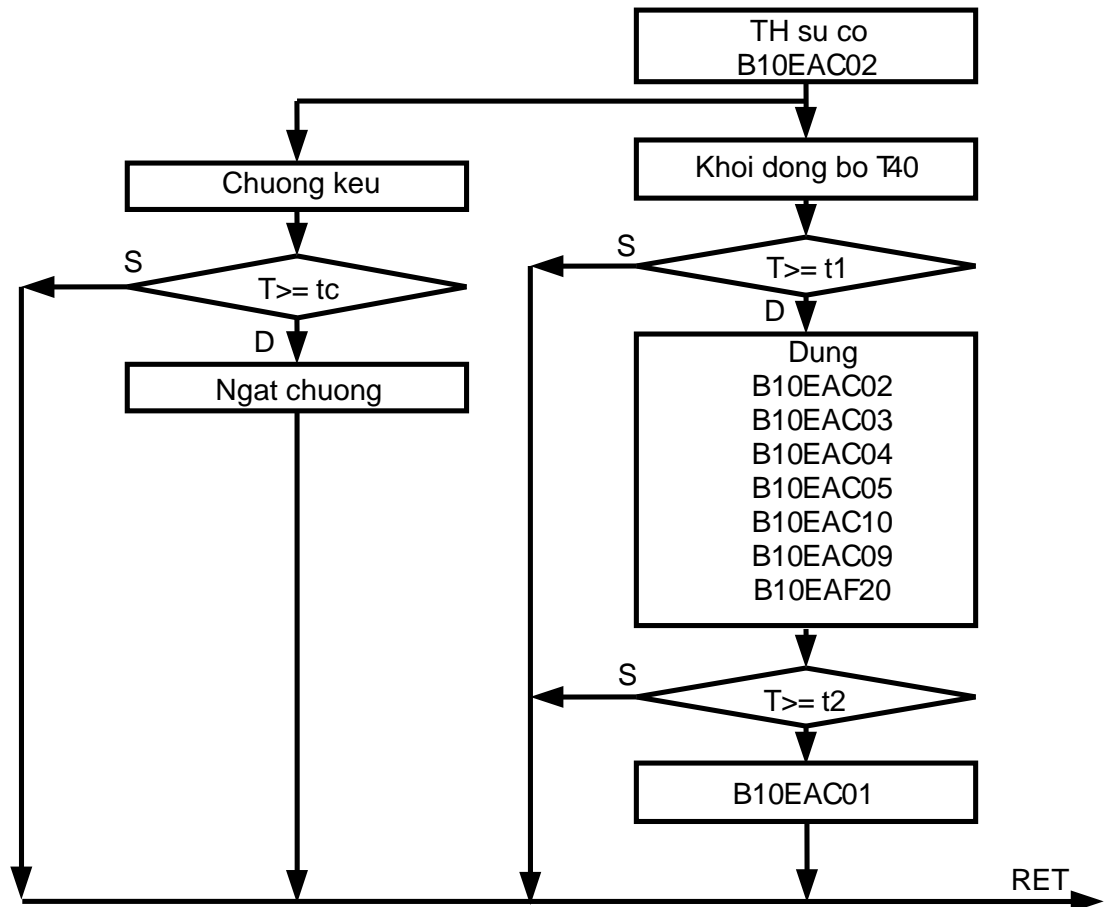 TH su co
B10EAC02
Chuong keu
Khoi dong bo T40
S
T>= t1
S
T>= tc
D
D
Dung
B10EAC02
B10EAC03
B10EAC04
B10EAC05
B10EAC10
B10EAC09
B10EAF20
Ngat chuong
S
T>= t2
B10EAC01
RET